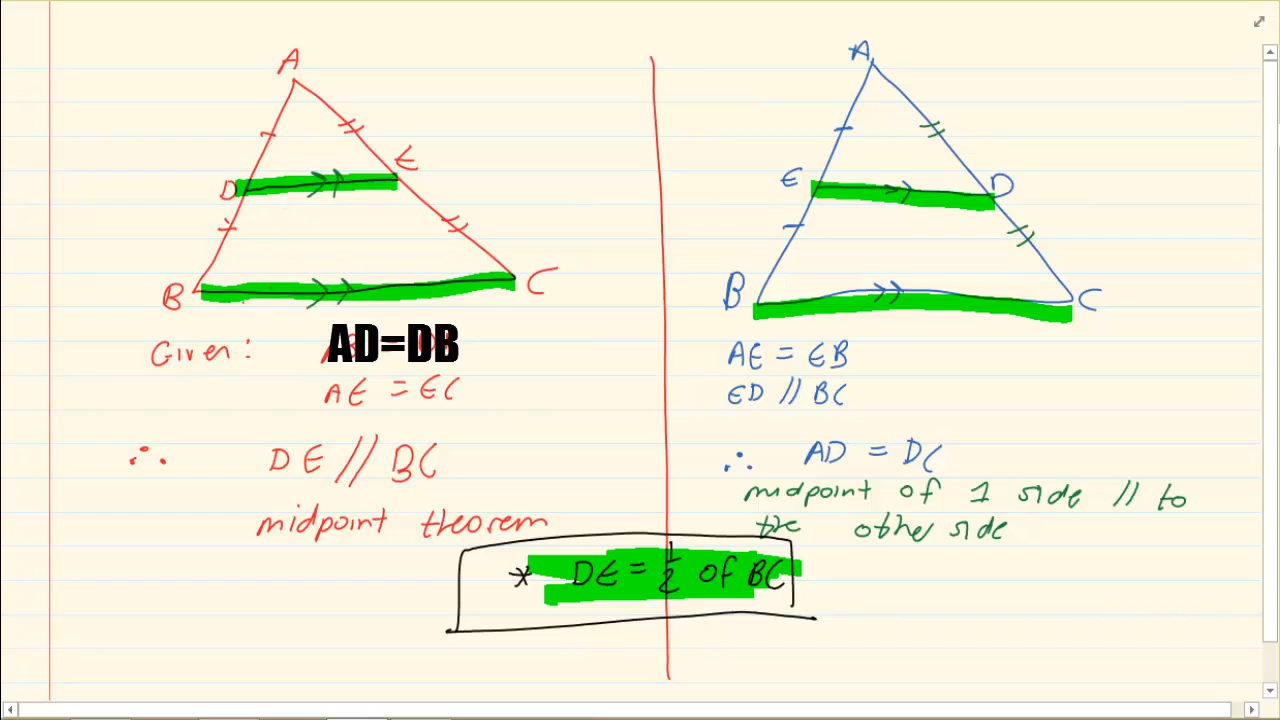 A
E
D
B
C
Given: AD=DB
AE = EC
∴ DE // BC
midpoint theorem
A
E
D
B
C
AE = EB
ED // BC
∴ AD = DC
midpoint of 1 side // to
the other side
* DE = 1/2 of BC